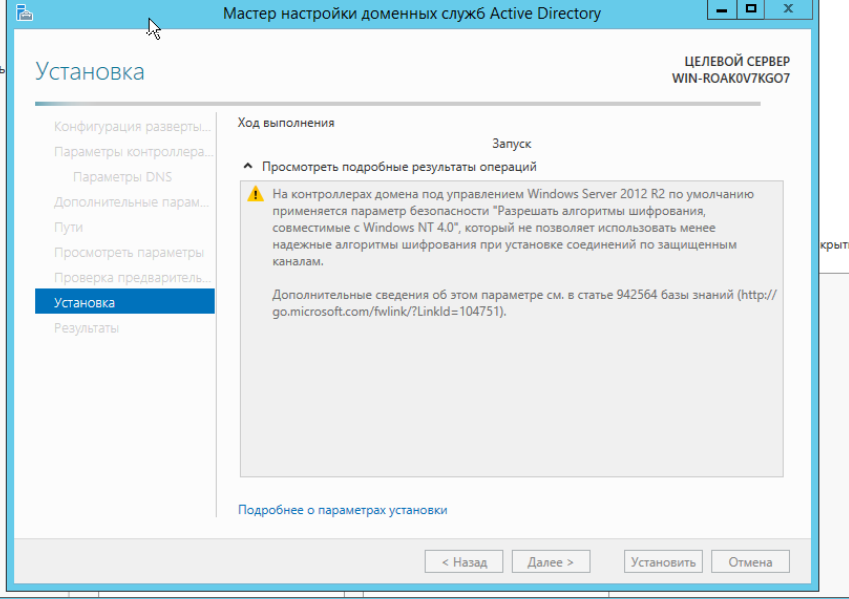 Мастер настройки доменных служб Active Directory
Установка
ЦЕЛЕВОЙ СЕРВЕР
WIN-ROAK0V7KGO7
Конфигурация разверты...
Параметры контроллера...
Параметры DNS
Дополнительные парам...
Пути
Просмотреть параметры
Проверка предваритель...
Установка
Результаты
Ход выполнения
Запуск
Просмотреть подробные результаты операций
На контроллерах домена под управлением Windows Server 2012 R2 по умолчанию
применяется параметр безопасности "Разрешать алгоритмы шифрования,
совместимые с Windows NT 4.0", который не позволяет использовать менее
надежные алгоритмы шифрования при установке соединений по защищенным
каналам.
Дополнительные сведения об этом параметре см. в статье 942564 базы знаний (http://
go.microsoft.com/fwlink/?LinkId=104751).
Подробнее о параметрах установки
< Назад
Далее >
Установить
Отмена